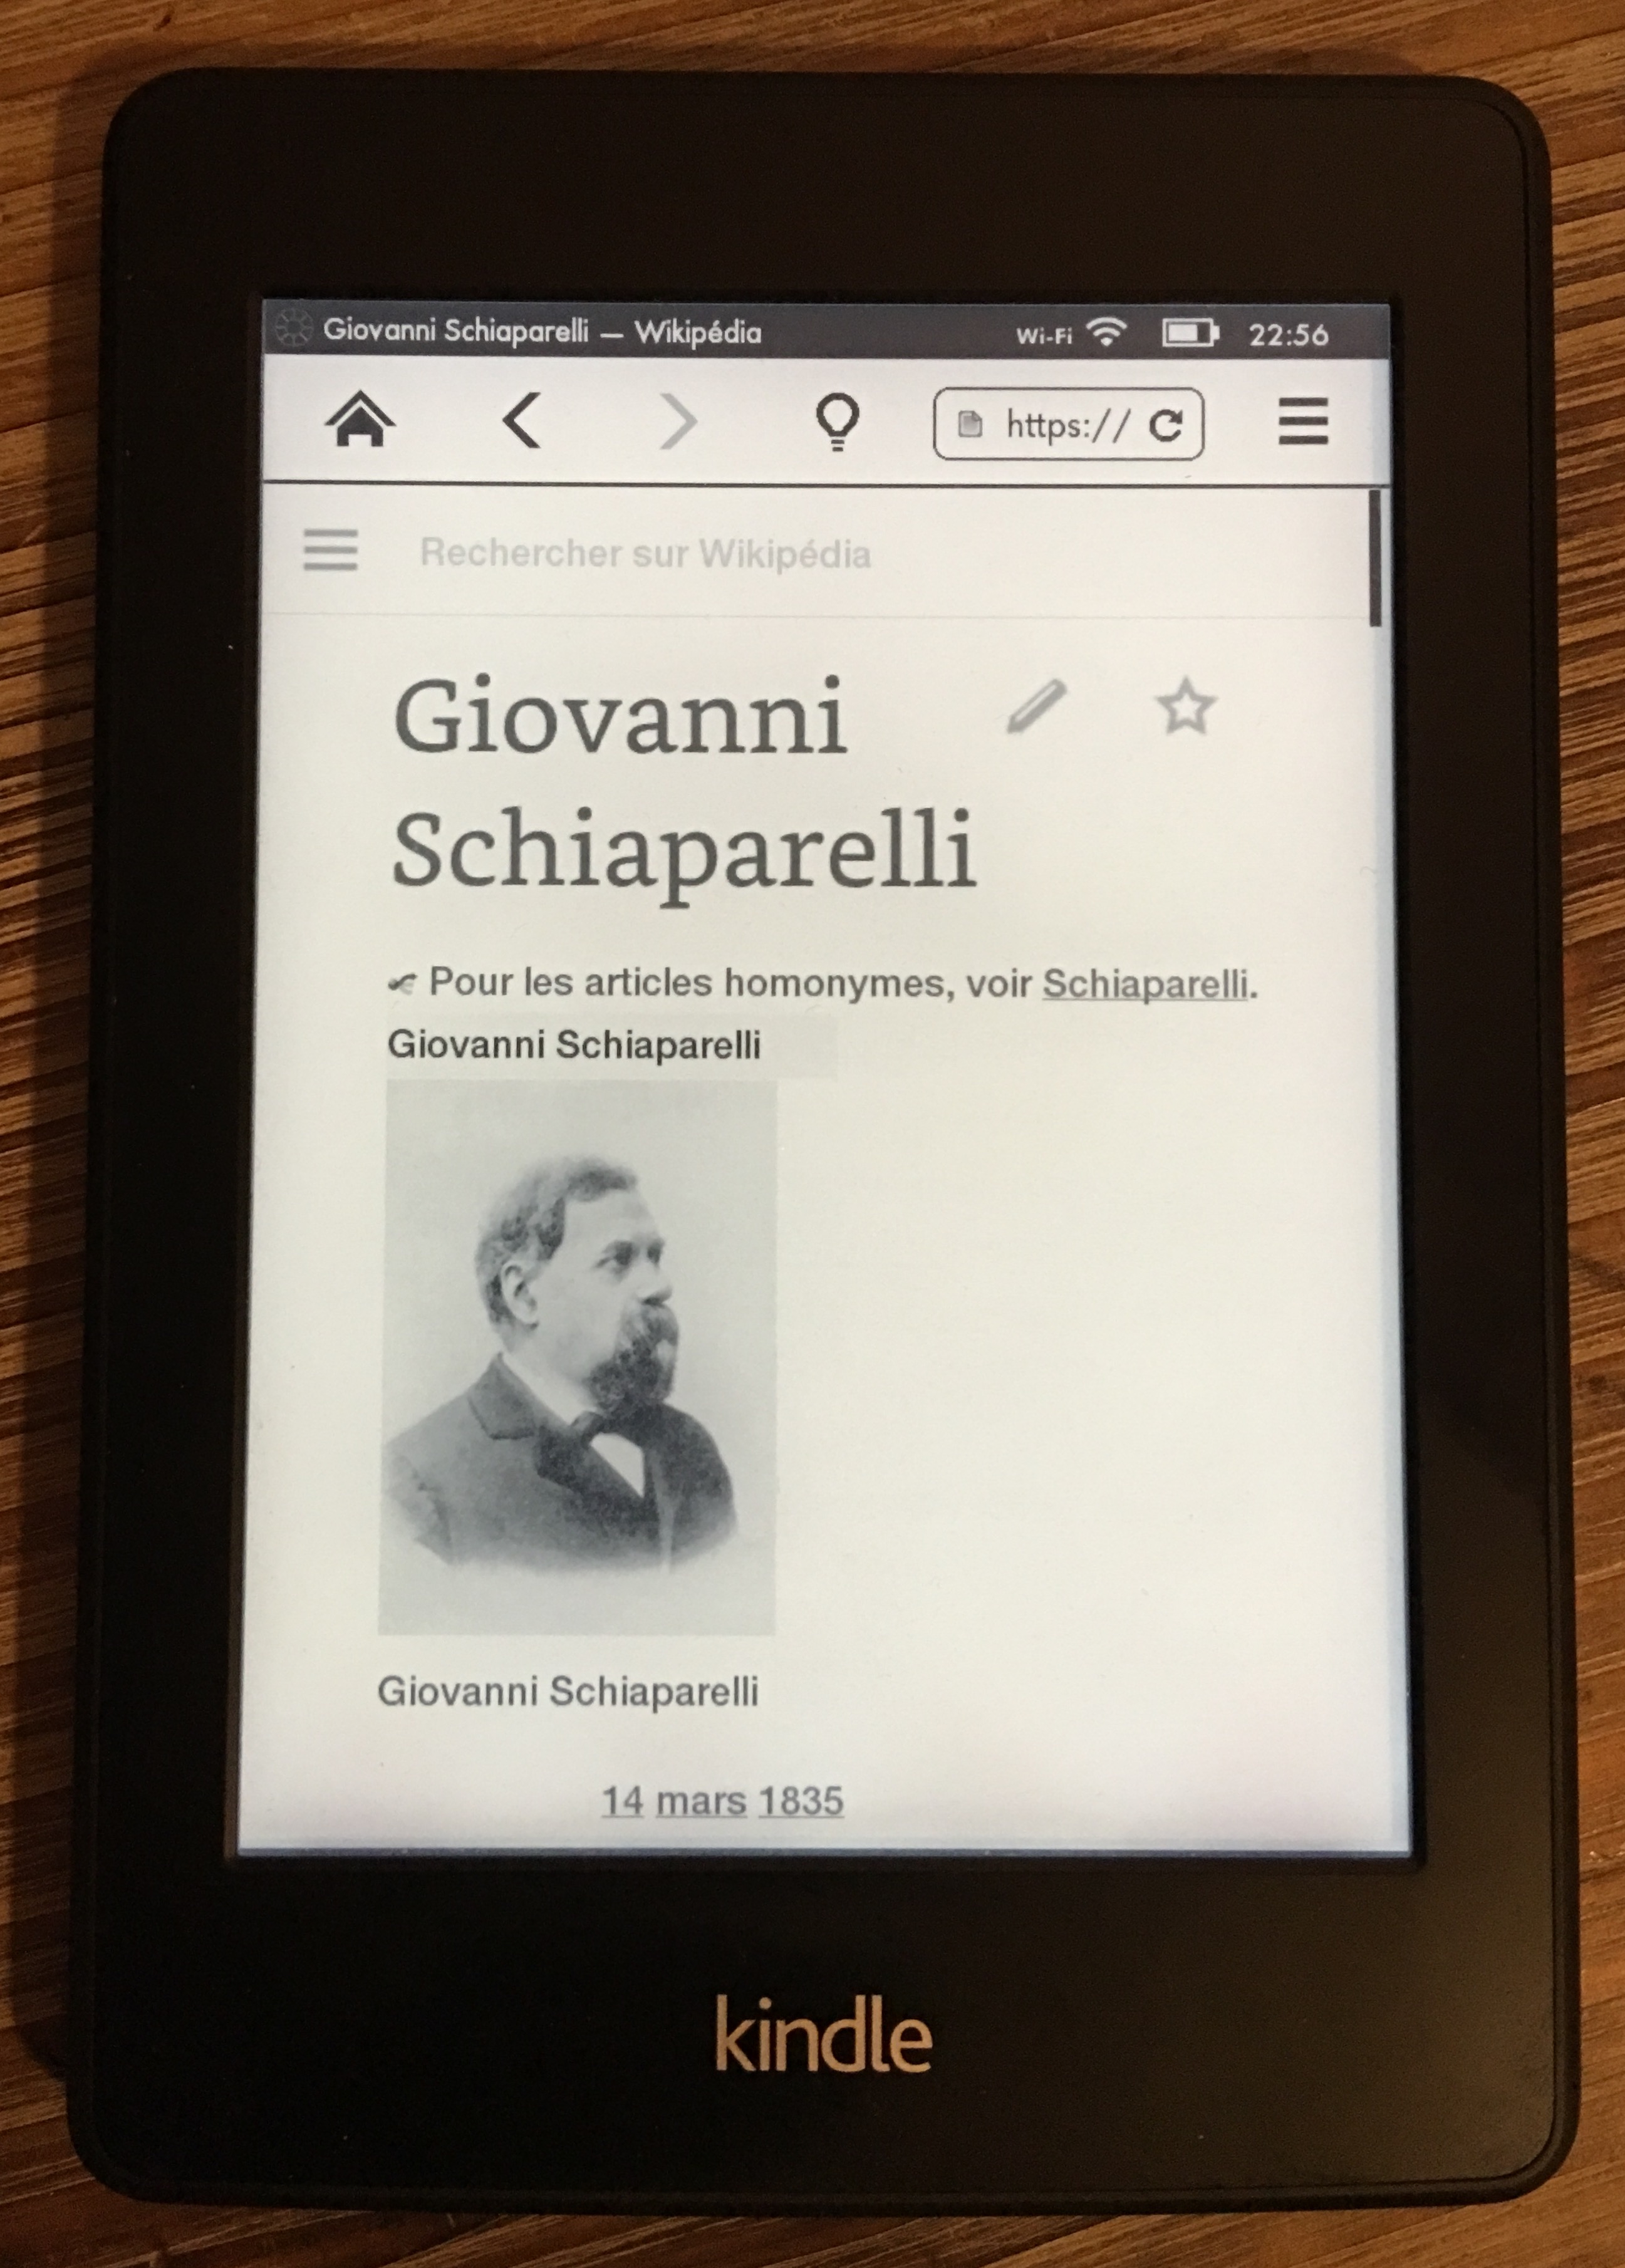 Giovanni Schiaparelli — Wikipédia Wi-Fi 22:56
https://
Rechercher sur Wikipédia
Giovanni
Schiaparelli
Pour les articles homonymes, voir Schiaparelli.
Giovanni Schiaparelli
Giovanni Schiaparelli
14 mars 1835
kindle